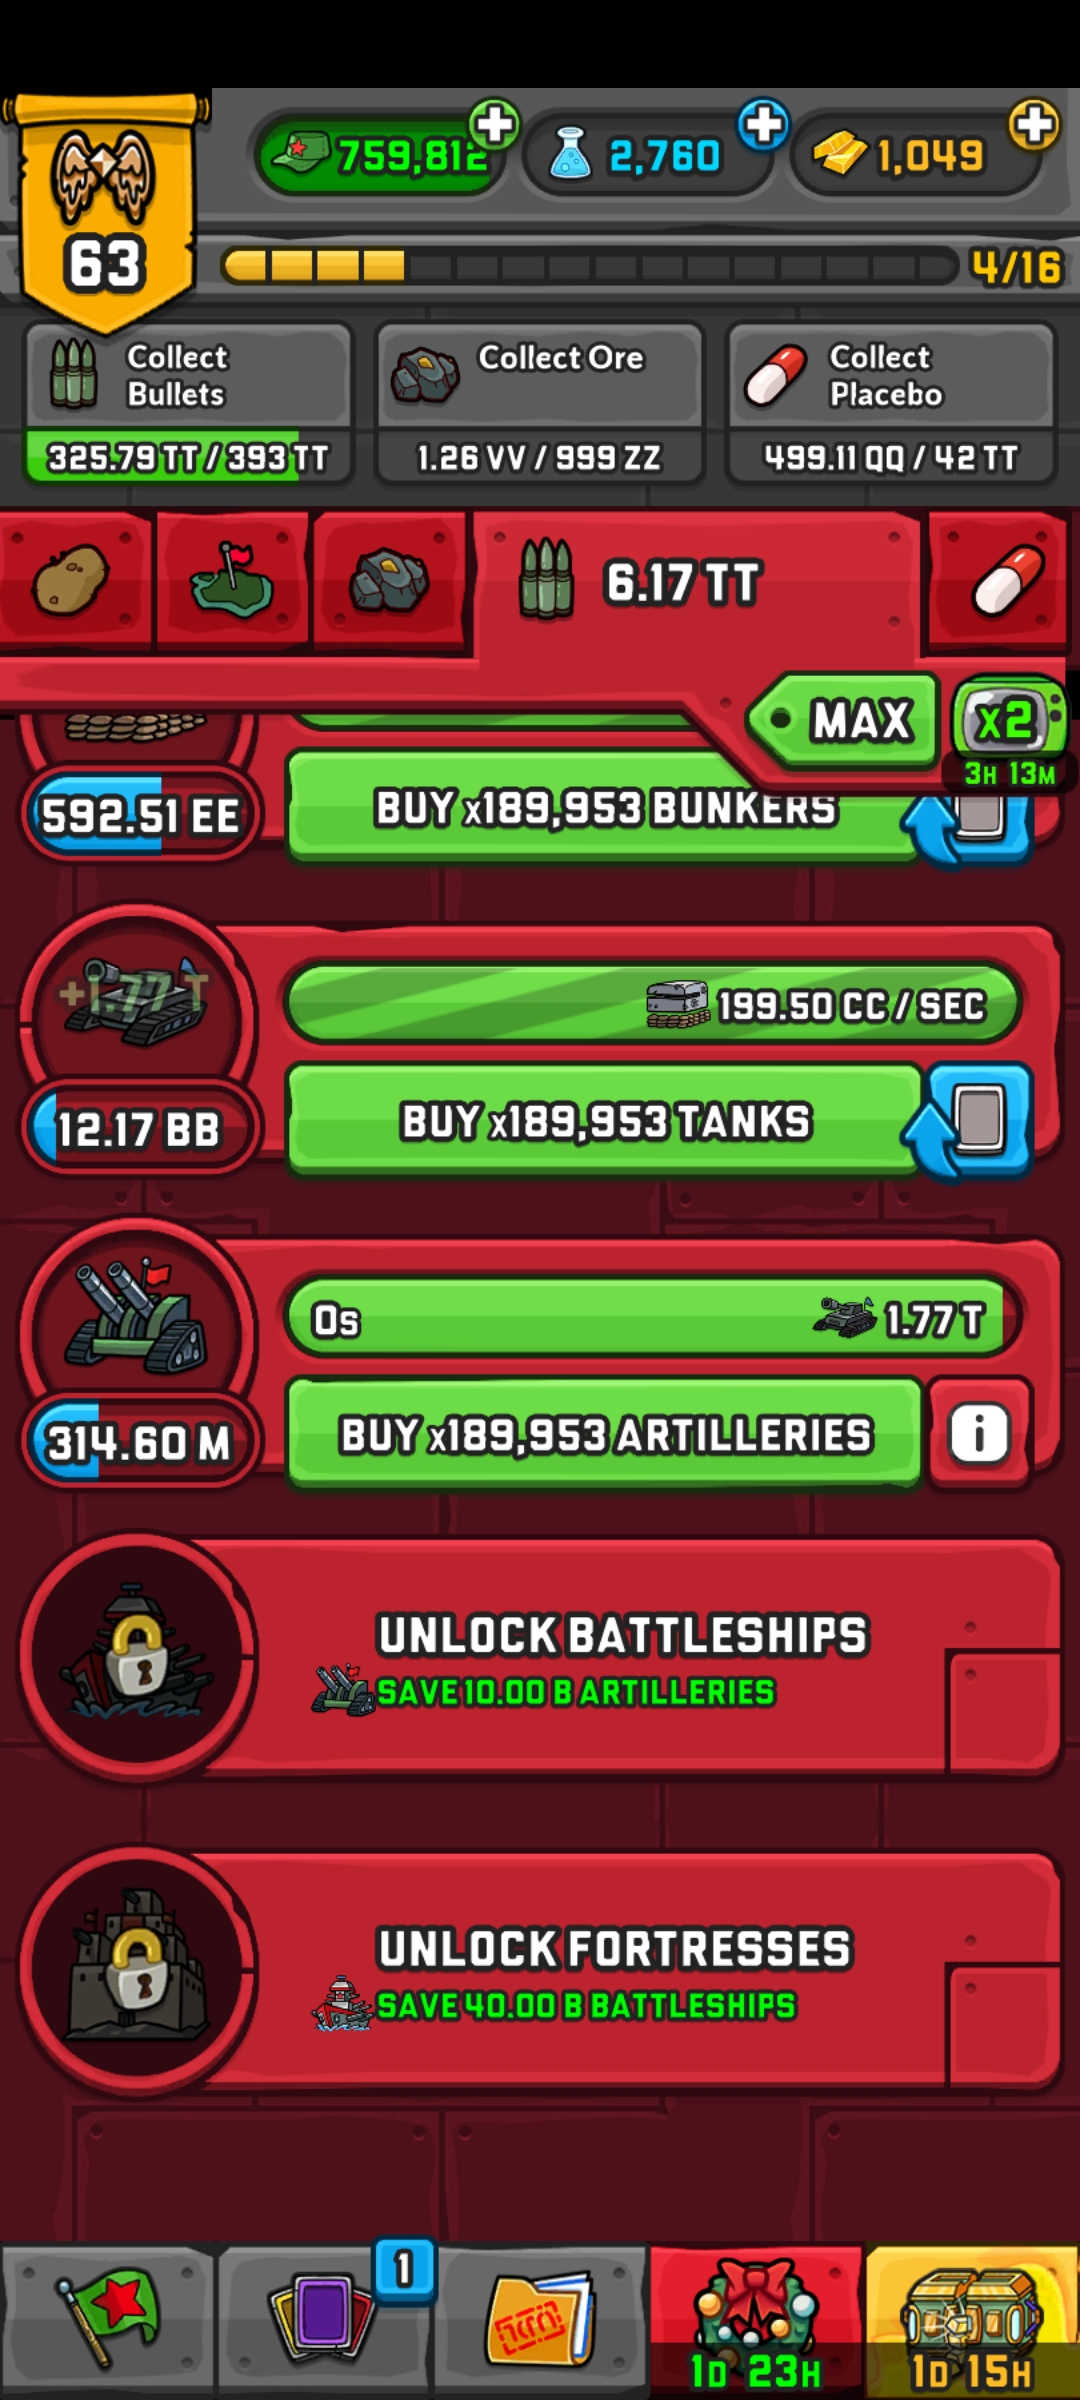 759,812
2,760
1,049
63
4/16
Collect
Bullets
Collect Ore
Collect
Placebo
325.79 TT / 393 TT
1.26 VV / 999 ZZ
499.11 QQ / 42 TT
6.17 TT
MAX
x2
3H 13M
592.51 EE
BUY x189,953 BUNKERS
+1.77 T
199.50 CC / SEC
12.17 BB
BUY x189,953 TANKS
0s
1.77 T
314.60 M
BUY x189,953 ARTILLERIES
i
UNLOCK BATTLESHIPS
SAVE 10.00 B ARTILLERIES
UNLOCK FORTRESSES
SAVE 40.00 B BATTLESHIPS
1
1D 23H
1D 15H